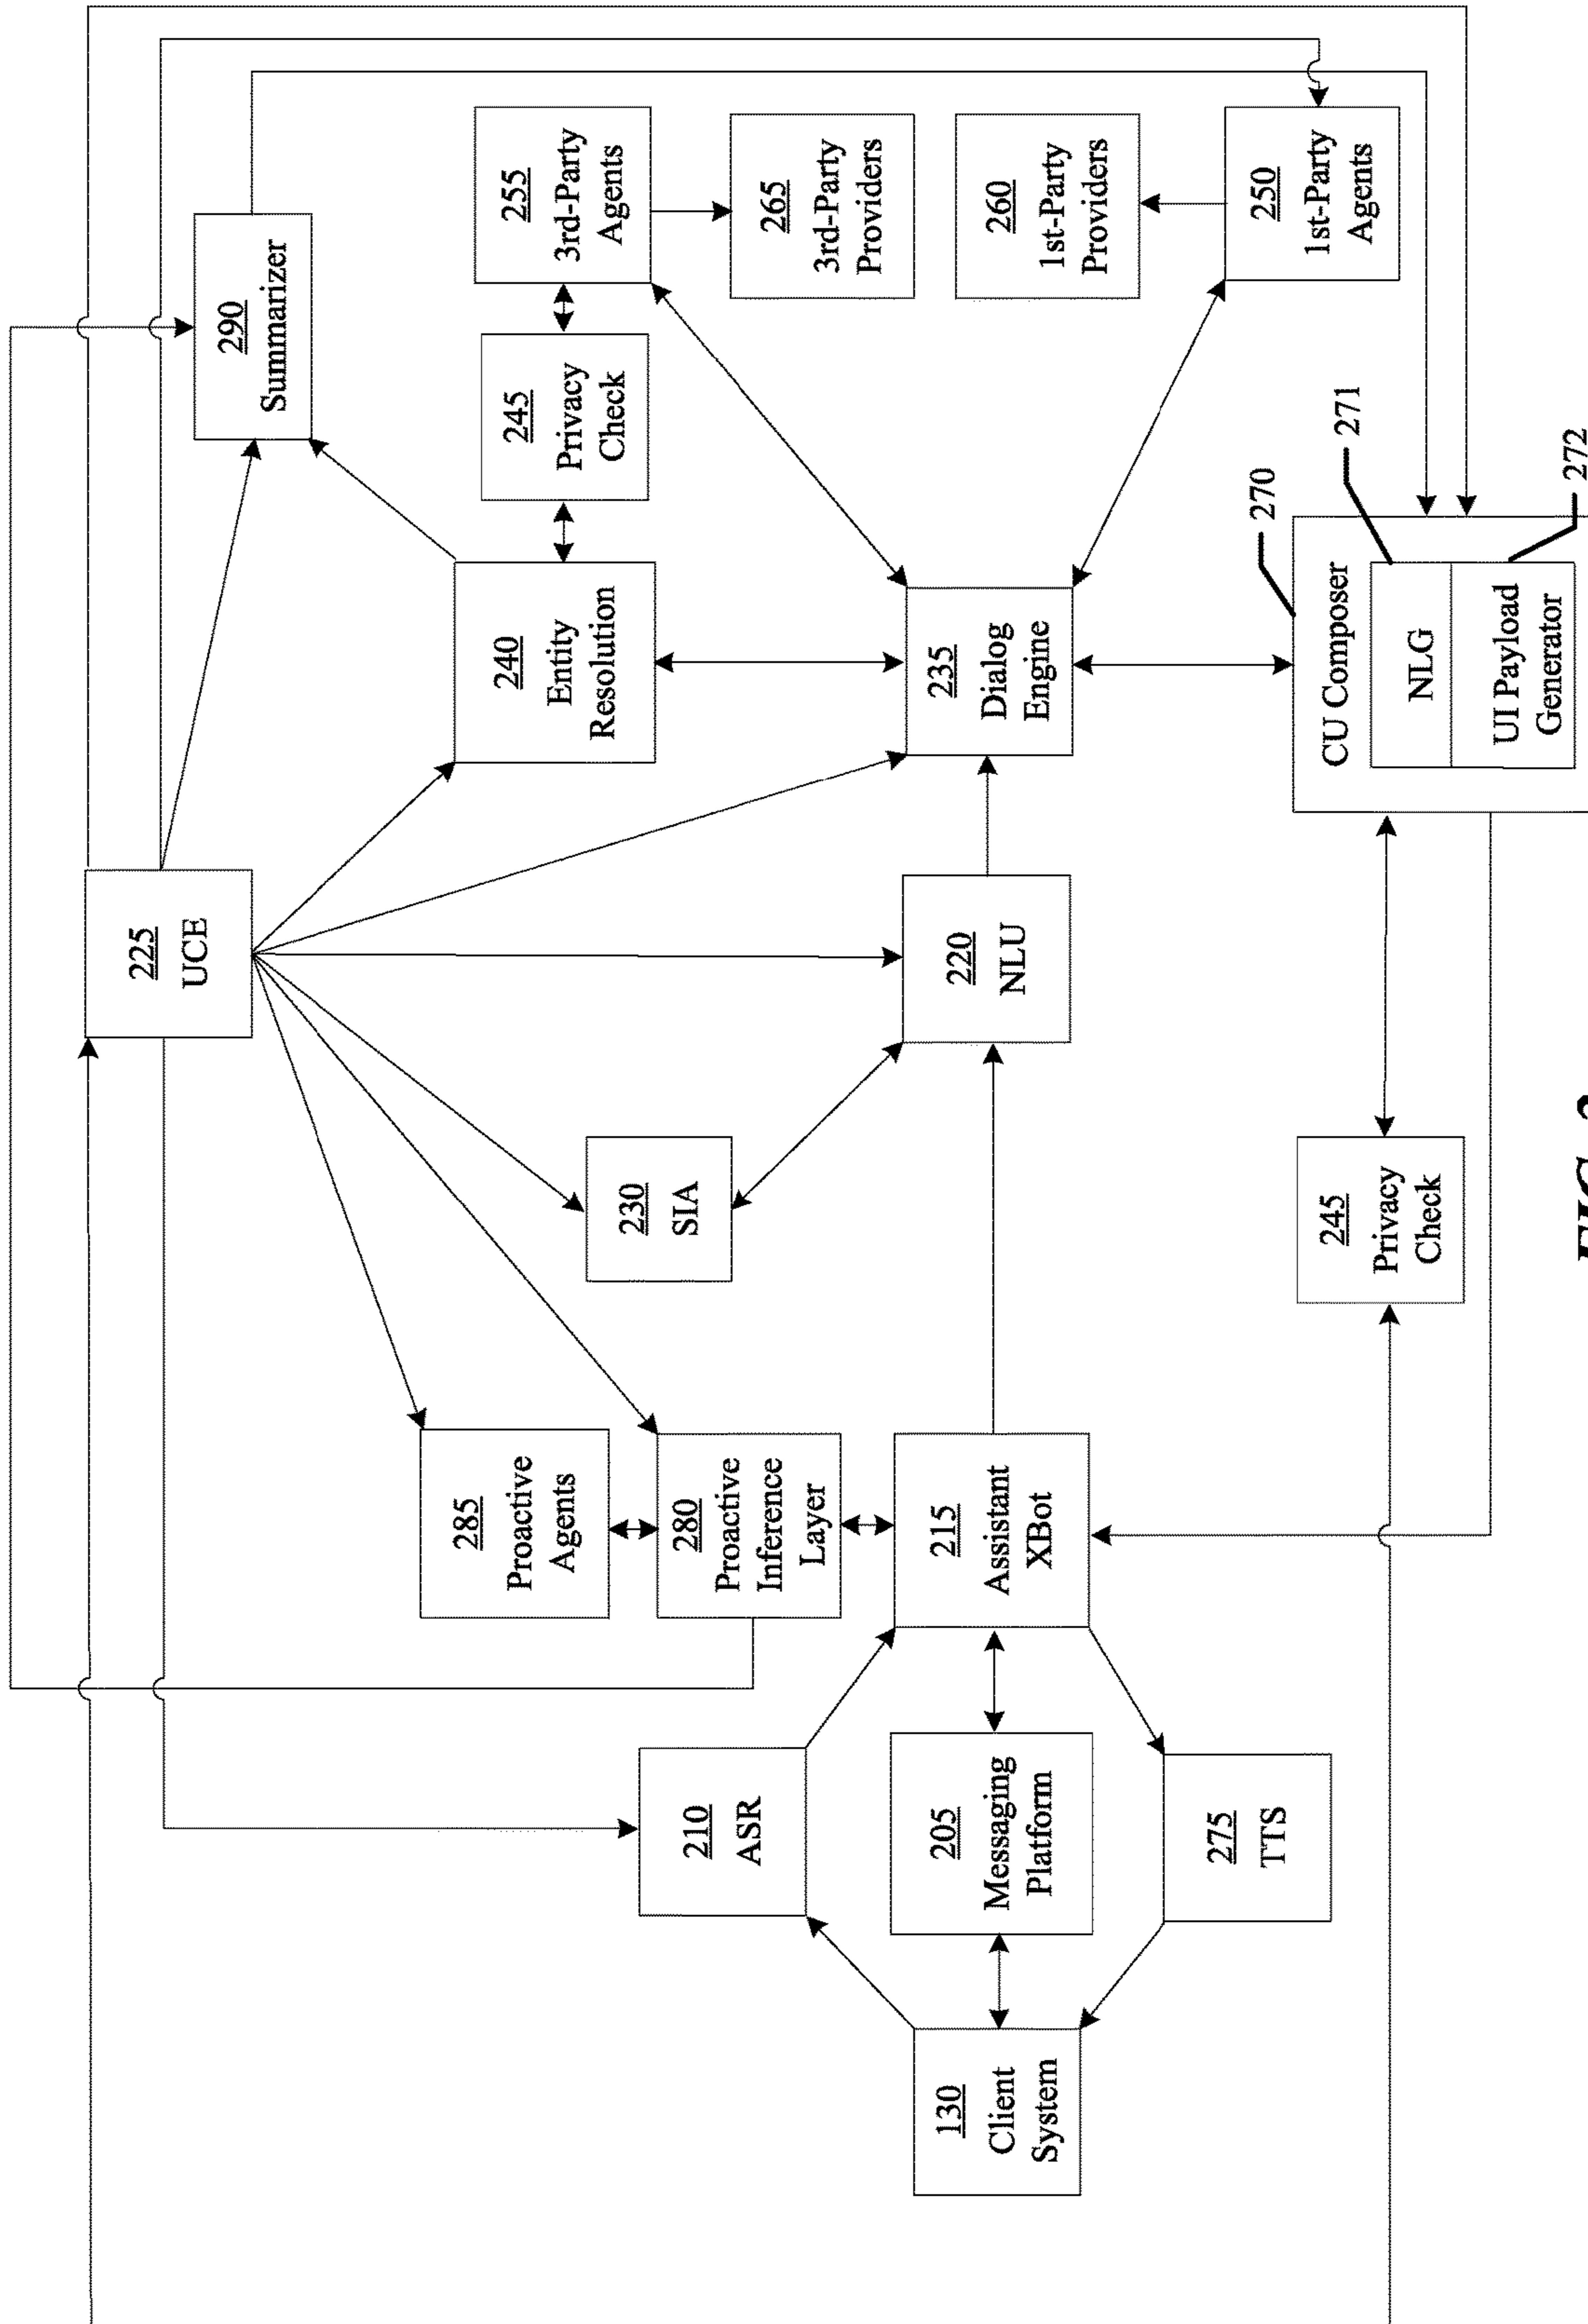 225
UCE
290
Summarizer
285
Proactive
Agents
240
Entity
Resolution
245
Privacy
Check
255
3rd-Party
Agents
230
SIA
210
ASR
280
Proactive
Inference
Layer
265
3rd-Party
Providers
130
Client
System
205
Messaging
Platform
215
Assistant
XBot
220
NLU
235
Dialog
Engine
260
1st-Party
Providers
275
TTS
250
1st-Party
Agents
245
Privacy
Check
270
CU Composer
271
NLG
272
UI Payload
Generator